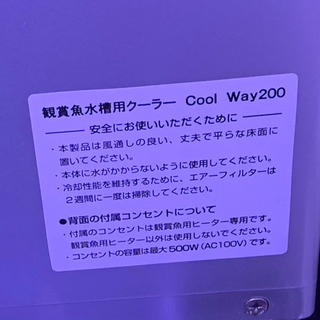 観賞魚水槽用クーラー Cool Way200
安全にお使いいただくために
・本製品は風通しの良い、丈夫で平らな床面に
置いてください。
・本体に水がかからないように使用してください。
・冷却性能を維持するために、エアーフィルターは
２週間に一度は掃除してください。
●背面の付属コンセントについて
・付属のコンセントは観賞魚用ヒーター専用です。
観賞魚用ヒーター以外は使用しないでください。
・コンセントの容量は最大500W(AC100V)です。